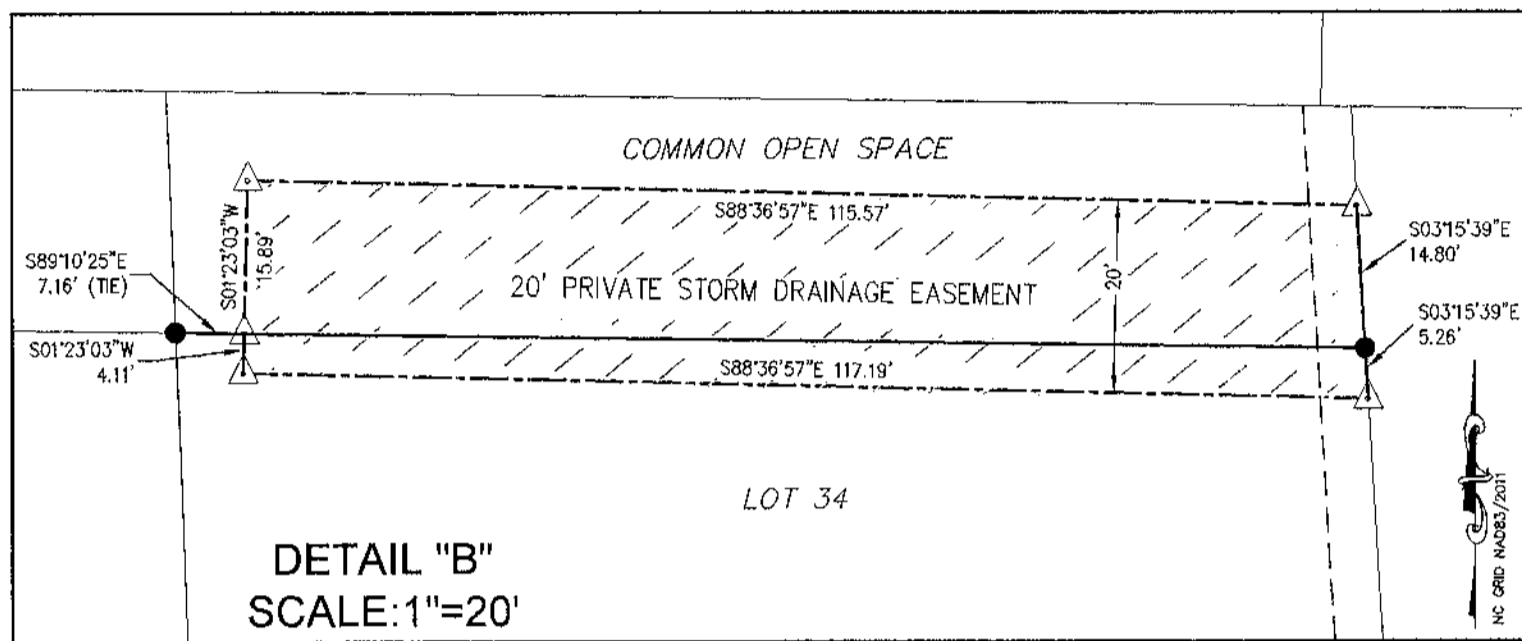 COMMON OPEN SPACE
S88°36'57"E 115.57'
S01°23'03"W
15.89'
S03°15'39"E
14.80'
S89°10'25"E
7.16' (TIE)
20' PRIVATE STORM DRAINAGE EASEMENT
20'
S03°15'39"E
5.26'
S01°23'03"W
4.11'
S88°36'57"E 117.19'
LOT 34
DETAIL "B"
SCALE:1"=20'
NC GRID NAD83/2011